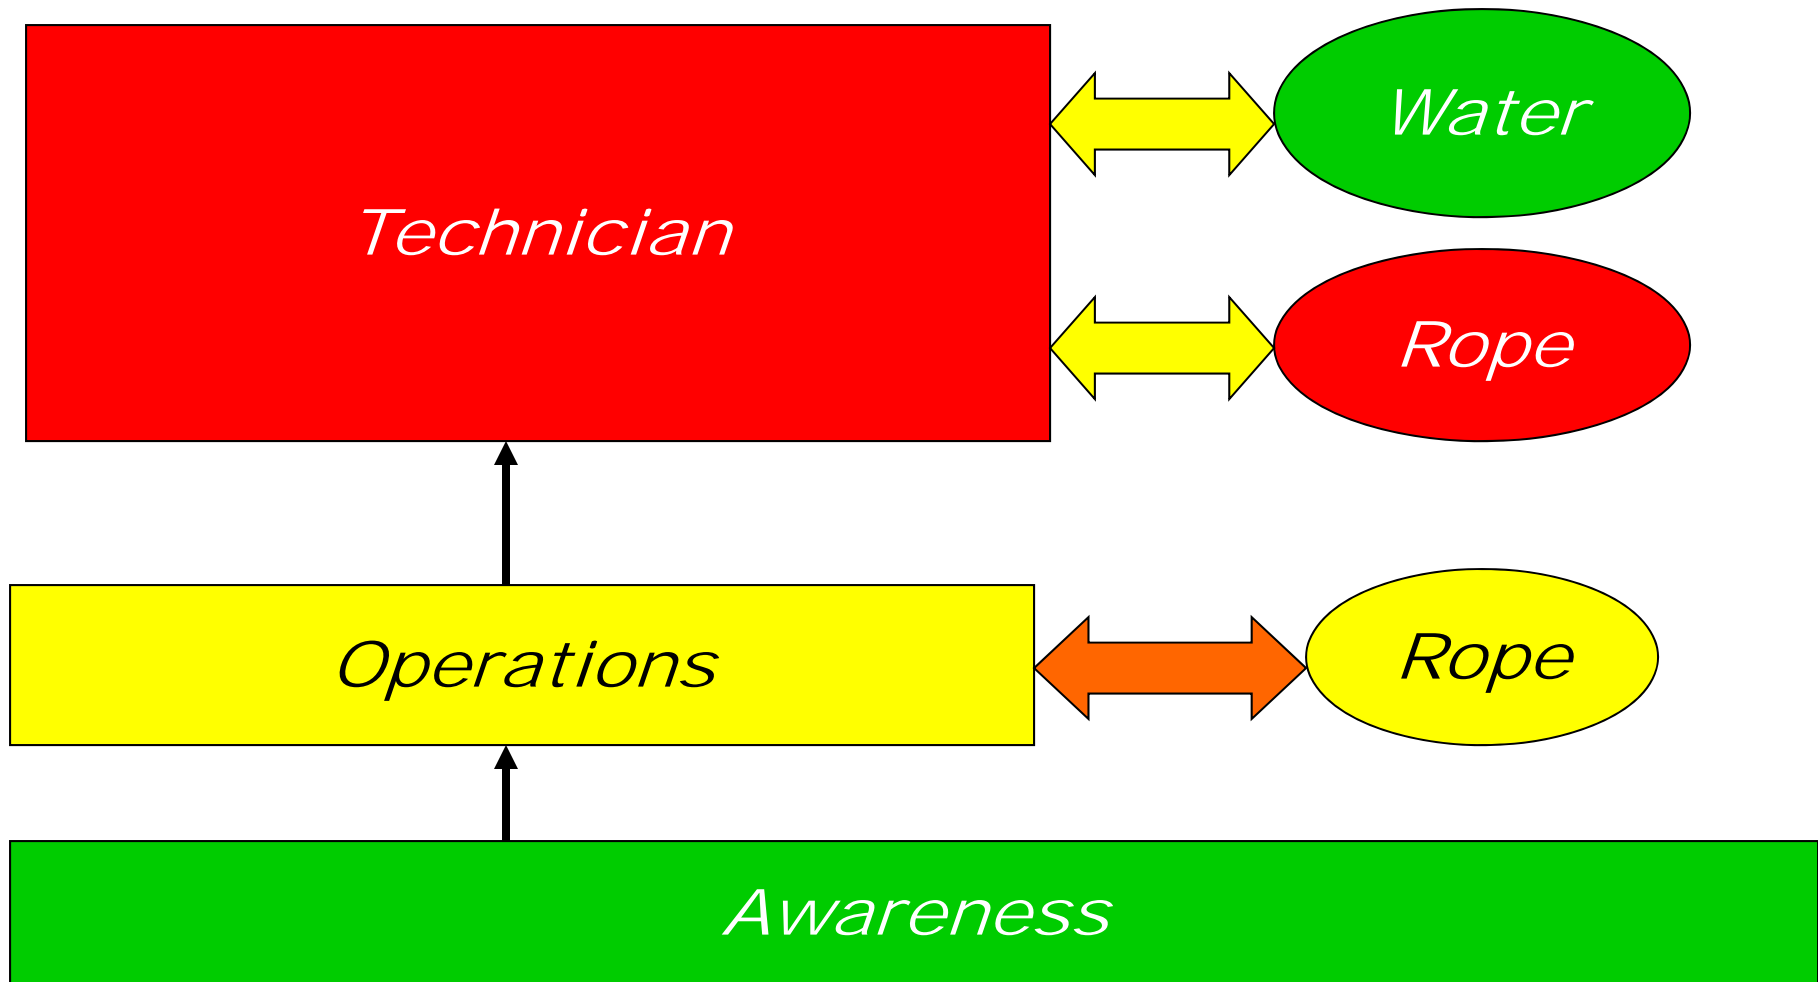 Water
Technician
Rope
Operations
Rope
Awareness